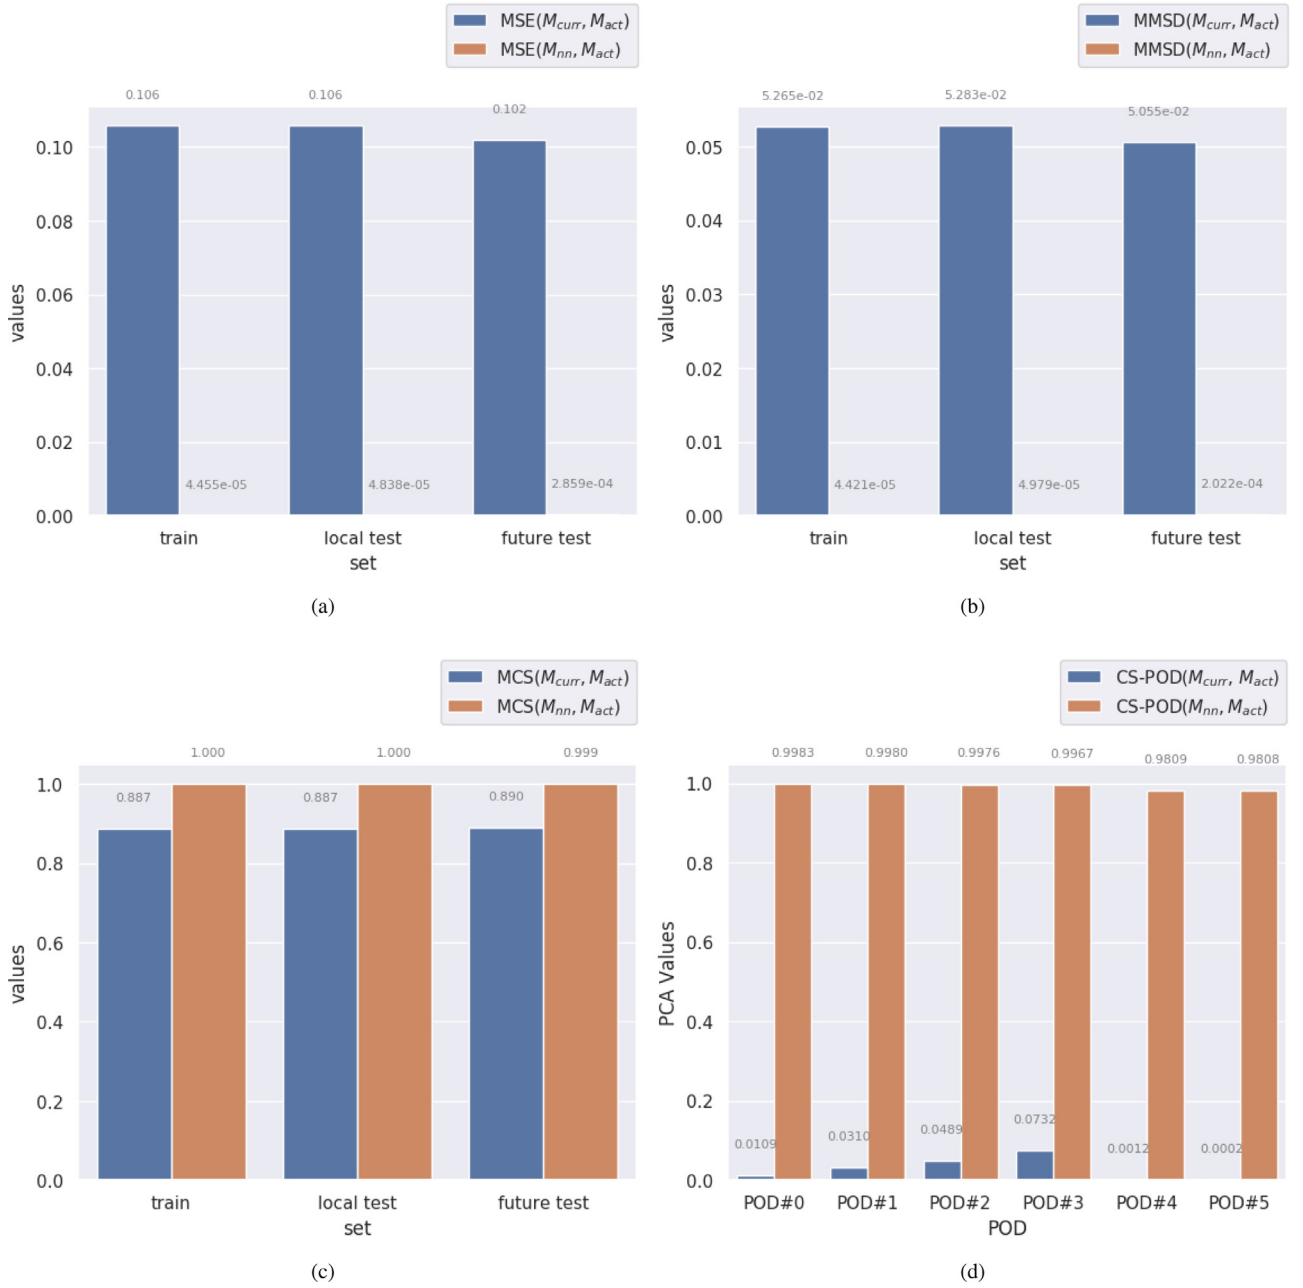 MSE(M_curr, M_act)
MSE(M_nn, M_act)
0.106
0.106
0.102
0.10
0.08
0.06
0.04
0.02
0.00
values
4.455e-05
4.838e-05
2.859e-04
train
local test
future test
set
(a)
MMSD(M_curr, M_act)
MMSD(M_nn, M_act)
5.265e-02
5.283e-02
5.055e-02
0.05
0.04
0.03
0.02
0.01
0.00
values
4.421e-05
4.979e-05
2.022e-04
train
local test
future test
set
(b)
MCS(M_curr, M_act)
MCS(M_nn, M_act)
1.000
1.000
0.999
0.887
0.887
0.890
1.0
0.8
0.6
0.4
0.2
0.0
values
train
local test
future test
set
(c)
CS-POD(M_curr, M_act)
CS-POD(M_nn, M_act)
0.9983
0.9980
0.9976
0.9967
0.9809
0.9808
1.0
0.8
0.6
0.4
0.2
0.0
PCA Values
0.0109
0.0310
0.0489
0.0732
0.0012
0.0002
POD#0
POD#1
POD#2
POD#3
POD#4
POD#5
POD
(d)